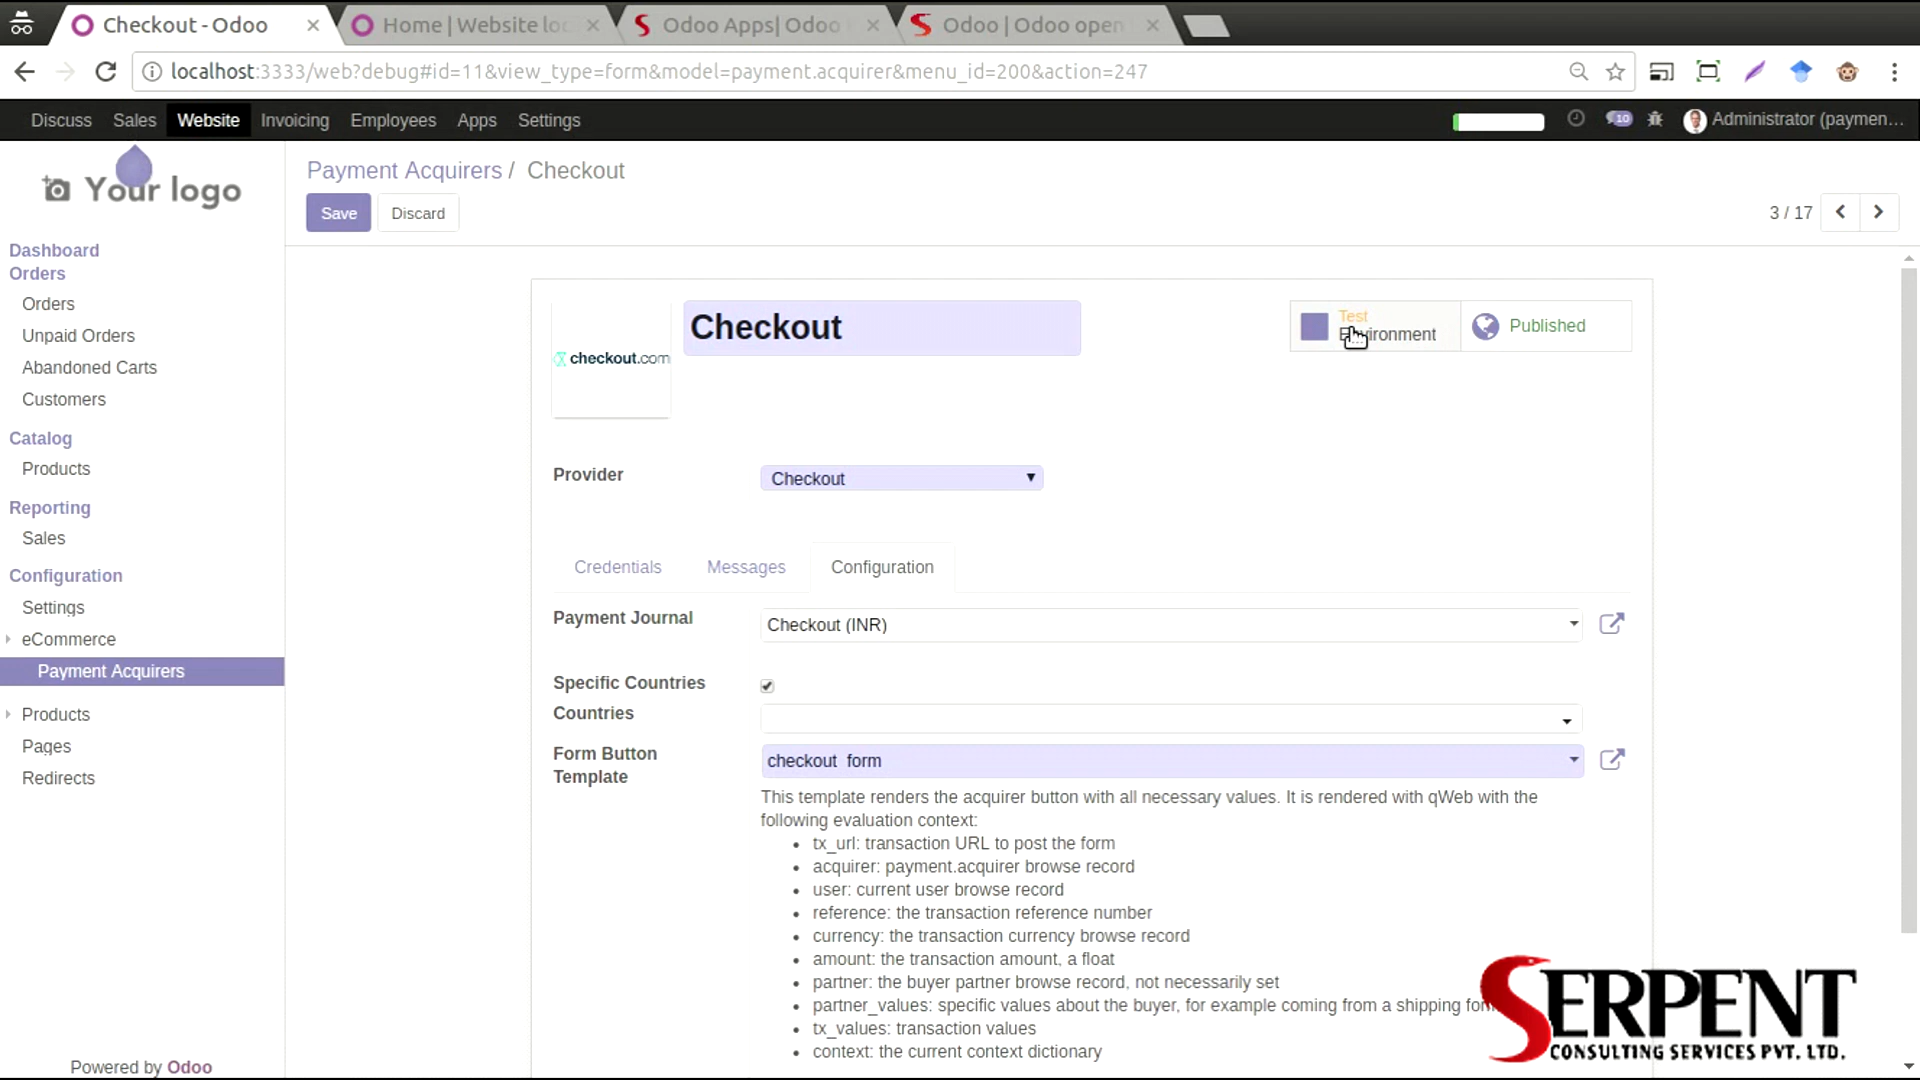 Checkout - Odoo
Home | Website loc
Odoo Apps| Odoo
Odoo | Odoo open
localhost:3333/web?debug#id=11&view_type=form&model=payment.acquirer&menu_id=200&action=247
Discuss Sales Website Invoicing Employees Apps Settings
10
Administrator (paymen...
Your logo
Payment Acquirers / Checkout
Save Discard
3 / 17
Dashboard
Orders
Orders
Unpaid Orders
Abandoned Carts
Customers
Catalog
Products
Reporting
Sales
Configuration
Settings
eCommerce
Payment Acquirers
Products
Pages
Redirects
Powered by Odoo
checkout.com
Checkout
Test
Environment
Published
Provider
Checkout
Credentials Messages Configuration
Payment Journal
Checkout (INR)
Specific Countries
Countries
Form Button
Template
checkout form
This template renders the acquirer button with all necessary values. It is rendered with qWeb with the
following evaluation context:
tx_url: transaction URL to post the form
acquirer: payment.acquirer browse record
user: current user browse record
reference: the transaction reference number
currency: the transaction currency browse record
amount: the transaction amount, a float
partner: the buyer partner browse record, not necessarily set
partner_values: specific values about the buyer, for example coming from a shipping form
tx_values: transaction values
context: the current context dictionary
SERPENT
CONSULTING SERVICES PVT. LTD.